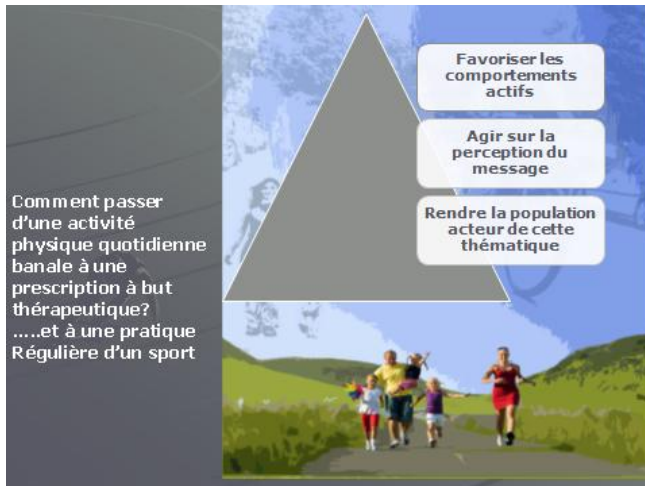 Comment passer
d'une activité
physique quotidienne
banale à une
prescription à but
thérapeutique?
.....et à une pratique
Régulière d'un sport
Favoriser les
comportements
actifs
Agir sur la
perception du
message
Rendre la population
acteur de cette
thématique